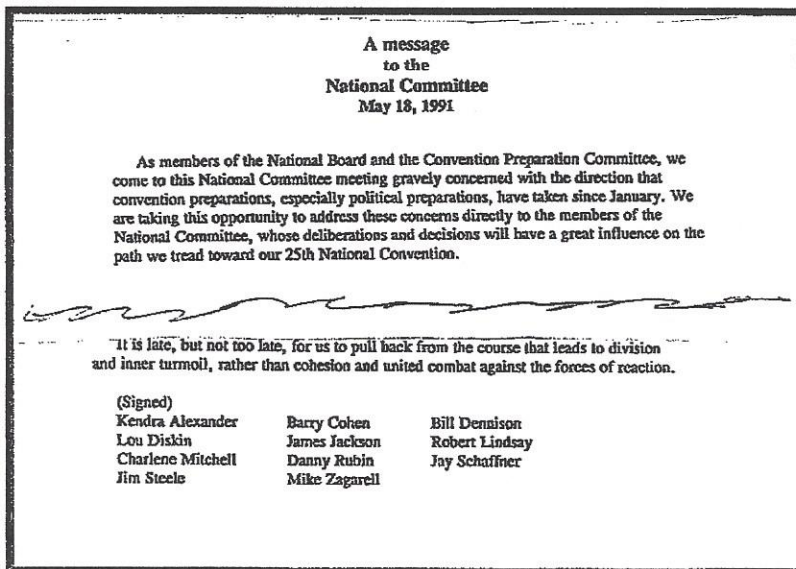 A message
to the
National Committee
May 18, 1991
As members of the National Board and the Convention Preparation Committee, we
come to this National Committee meeting gravely concerned with the direction that
convention preparations, especially political preparations, have taken since January. We
are taking this opportunity to address these concerns directly to the members of the
National Committee, whose deliberations and decisions will have a great influence on the
path we tread toward our 25th National Convention.
It is late, but not too late, for us to pull back from the course that leads to division
and inner turmoil, rather than cohesion and united combat against the forces of reaction.
(Signed)
Kendra Alexander Barry Cohen Bill Dennison
Lou Diskin James Jackson Robert Lindsay
Charlene Mitchell Danny Rubin Jay Schaffner
Jim Steele Mike Zagarell